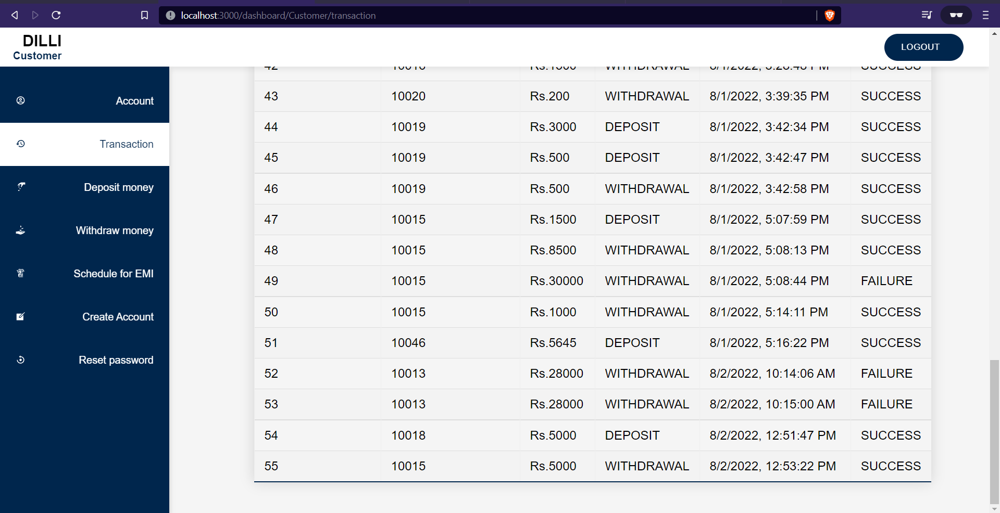 localhost:3000/dashboard/Customer/transaction
DILLI
Customer
LOGOUT
Account
Transaction
Deposit money
Withdraw money
Schedule for EMI
Create Account
Reset password
42 WITHDRAWAL SUCCESS
43 10020 Rs.200 WITHDRAWAL 8/1/2022, 3:39:35 PM SUCCESS
44 10019 Rs.3000 DEPOSIT 8/1/2022, 3:42:34 PM SUCCESS
45 10019 Rs.500 DEPOSIT 8/1/2022, 3:42:47 PM SUCCESS
46 10019 Rs.500 WITHDRAWAL 8/1/2022, 3:42:58 PM SUCCESS
47 10015 Rs.1500 DEPOSIT 8/1/2022, 5:07:59 PM SUCCESS
48 10015 Rs.8500 WITHDRAWAL 8/1/2022, 5:08:13 PM SUCCESS
49 10015 Rs.30000 WITHDRAWAL 8/1/2022, 5:08:44 PM FAILURE
50 10015 Rs.1000 WITHDRAWAL 8/1/2022, 5:14:11 PM SUCCESS
51 10046 Rs.5645 DEPOSIT 8/1/2022, 5:16:22 PM SUCCESS
52 10013 Rs.28000 WITHDRAWAL 8/2/2022, 10:14:06 AM FAILURE
53 10013 Rs.28000 WITHDRAWAL 8/2/2022, 10:15:00 AM FAILURE
54 10018 Rs.5000 DEPOSIT 8/2/2022, 12:51:47 PM SUCCESS
55 10015 Rs.5000 WITHDRAWAL 8/2/2022, 12:53:22 PM SUCCESS